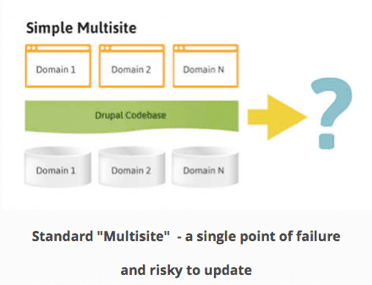 Simple Multisite
Domain 1 Domain 2 Domain N
Drupal Codebase
?
Domain 1 Domain 2 Domain N
Standard "Multisite" - a single point of failure
and risky to update